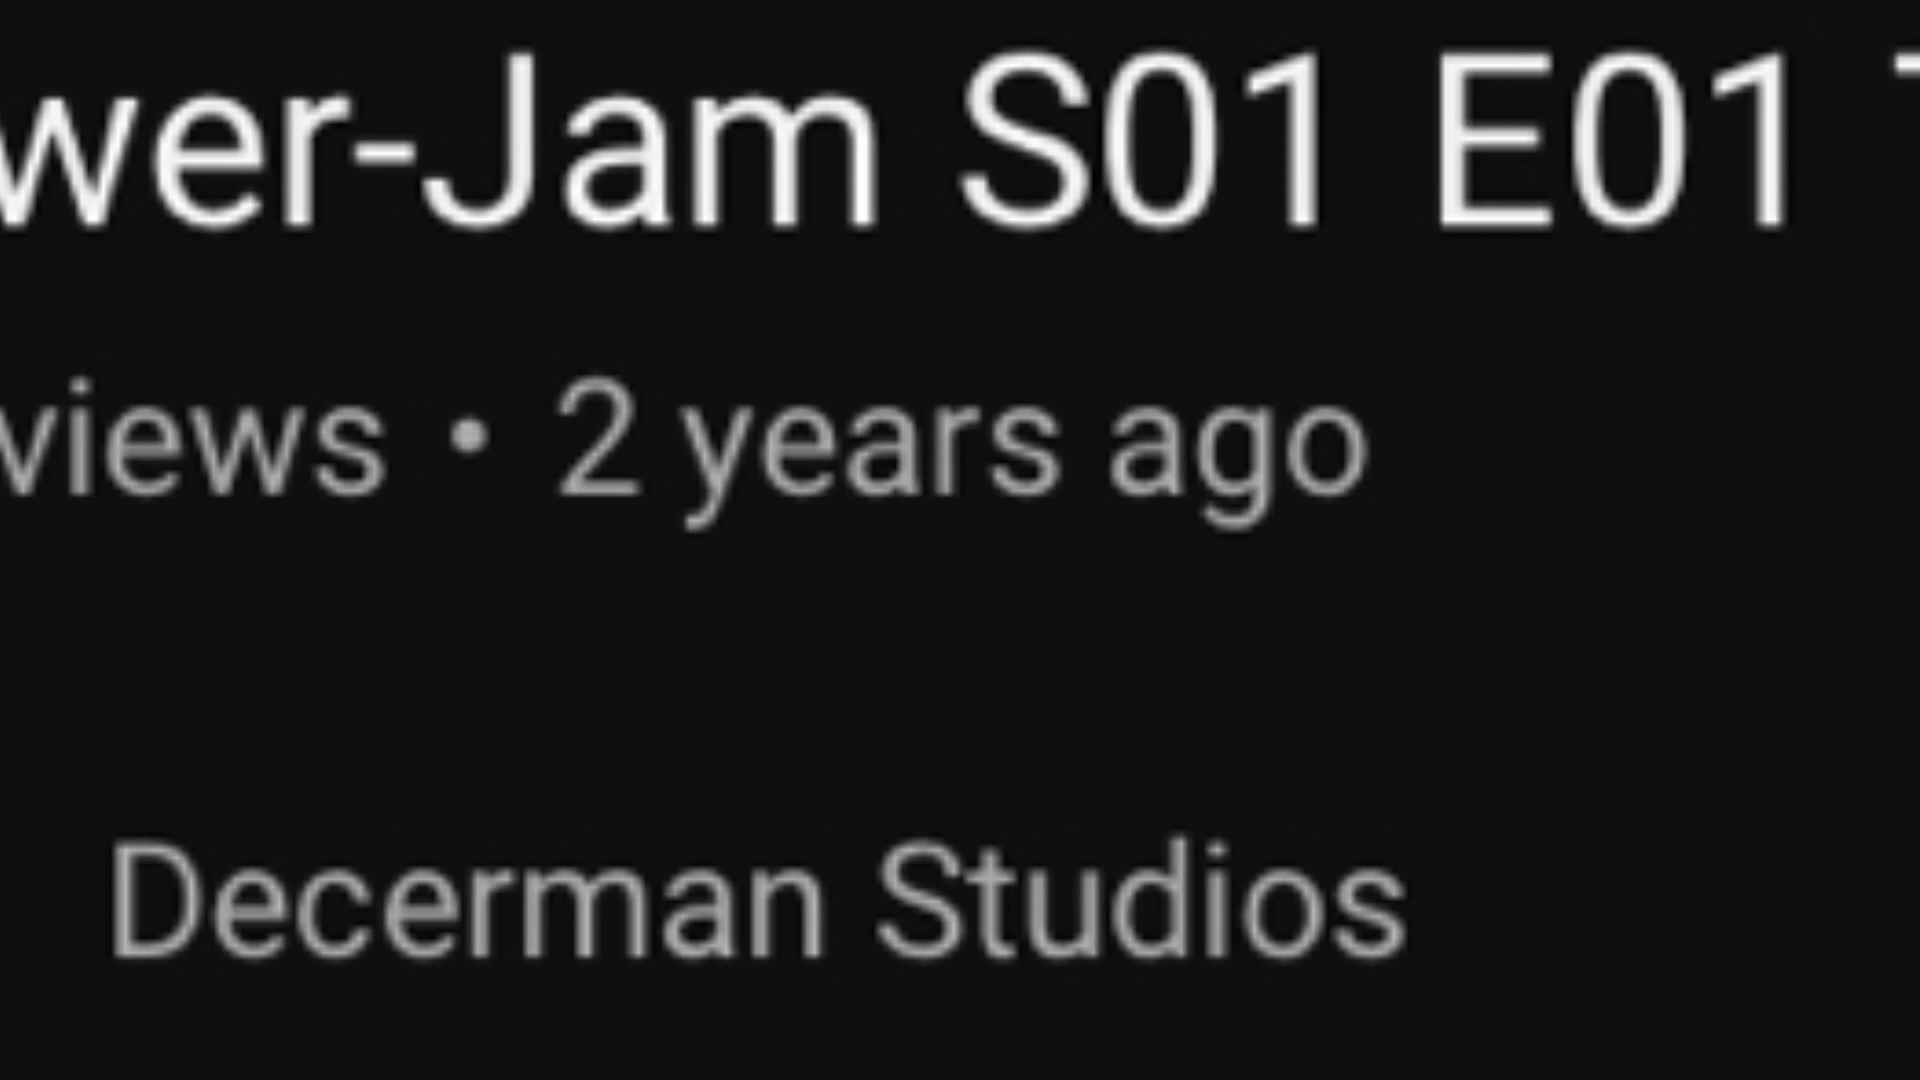 wer-Jam S01 E01
views • 2 years ago
Decerman Studios